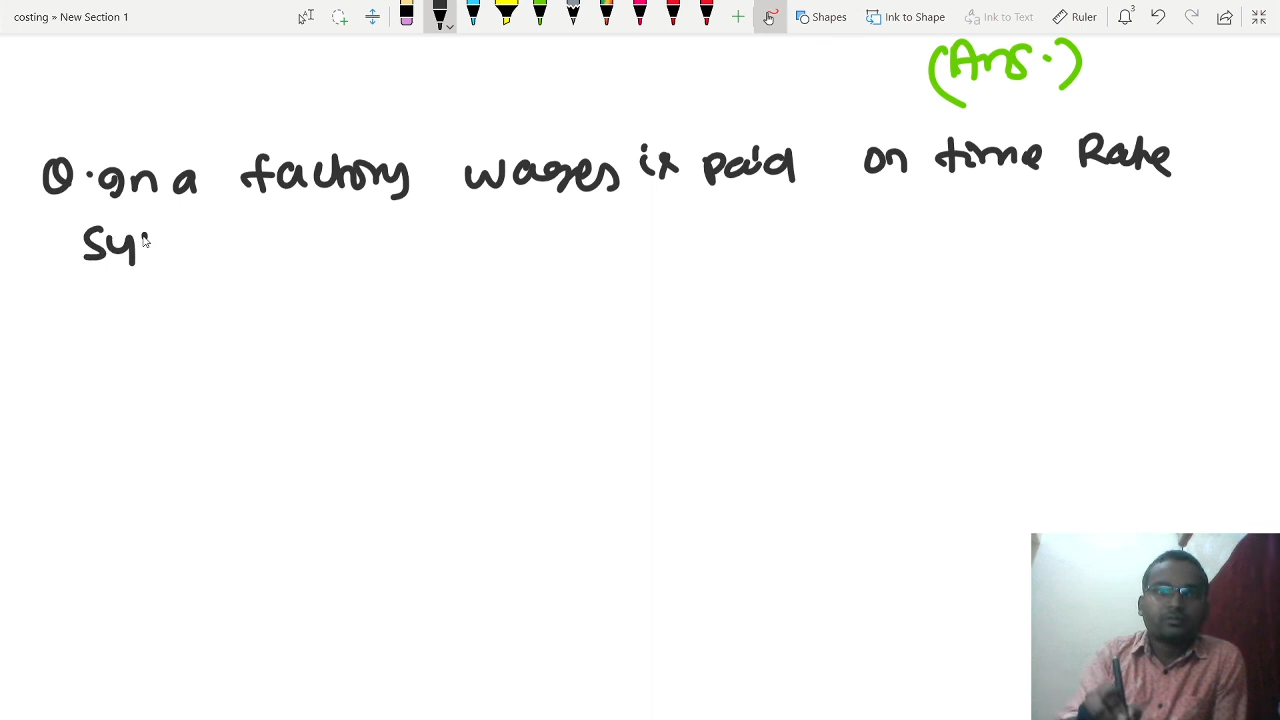 costing » New Section 1
Shapes
Ink to Shape
Ink to Text
Ruler
3
(Ans.)
Q. In a factory wages is paid on time Rate
Sy